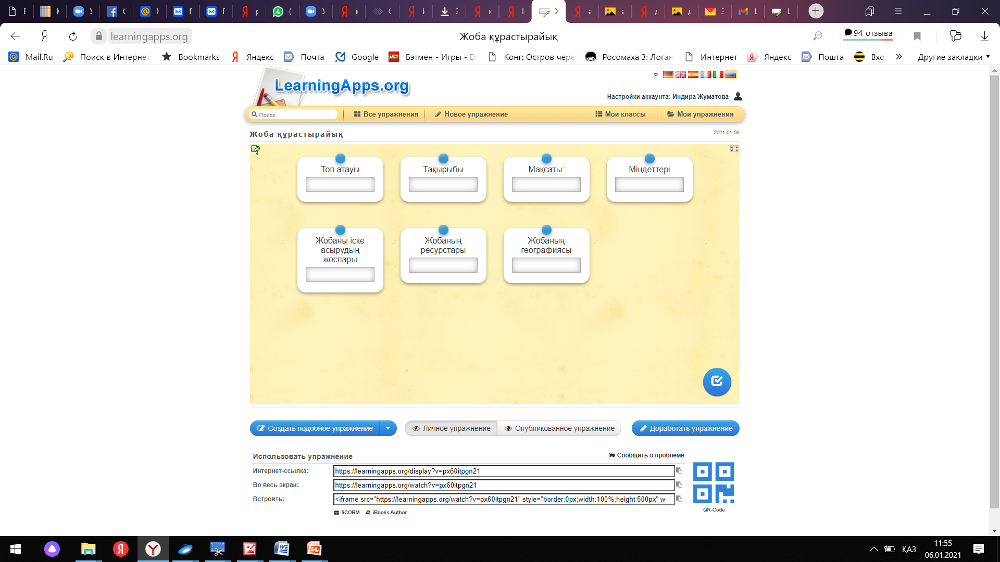 learningapps.org
Жоба құрастырайық
94 отзыва
Mail.Ru
Поиск в Интернет
Bookmarks
Яндекс
Почта
Google
Бэтмен - Игры - D
Конг: Остров чере
Росомаха 3: Логан
Интернет
Яндекс
Пошта
Вхо
Другие закладки
LearningApps.org
Настройки аккаунта: Индира Жуматова
Поиск
Все упражнения
Новое упражнение
Мои классы
Мои упражнения
Жоба құрастырайық
2021-01-06
Топ атауы
Тақырыбы
Мақсаты:
Міндеттері
Жобаны іске
асырудың
жоспары
Жобаның
ресурстары
Жобаның
географиясы
Создать подобное упражнение
Личное упражнение
Опубликованное упражнение
Доработать упражнение
Использовать упражнение
Сообщить о проблеме
Интернет-ссылка:
https://learningapps.org/display?v=px60itpgn21
Во весь экран:
https://learningapps.org/watch?v=px60itpgn21
Встроить:
<iframe src="https://learningapps.org/watch?v=px60itpgn21" style="border:0px;width:100%;height:500px" we
SCORM
iBooks Author
QR-Code
ҚАЗ
11:55
06.01.2021